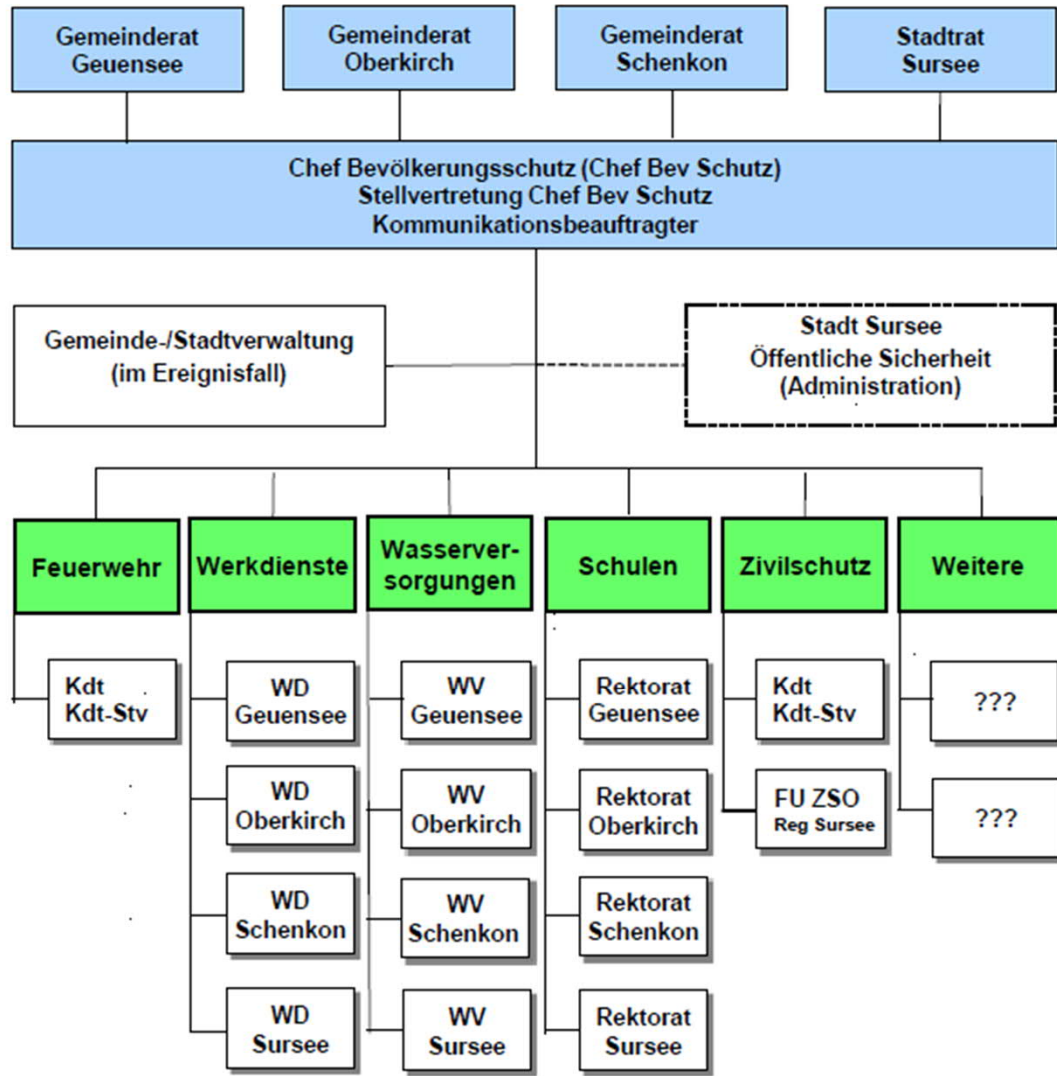 Gemeinderat
Geuensee
Gemeinderat
Oberkirch
Gemeinderat
Schenkon
Stadtrat
Sursee
Chef Bevölkerungsschutz (Chef Bev Schutz)
Stellvertretung Chef Bev Schutz
Kommunikationsbeauftragter
Gemeinde-/Stadtverwaltung
(im Ereignisfall)
Stadt Sursee
Öffentliche Sicherheit
(Administration)
Feuerwehr
Werkdienste
Wasserver-
sorgungen
Schulen
Zivilschutz
Weitere
Kdt
Kdt-Stv
WD
Geuensee
WD
Oberkirch
WD
Schenkon
WD
Sursee
WV
Geuensee
WV
Oberkirch
WV
Schenkon
WV
Sursee
Rektorat
Geuensee
Rektorat
Oberkirch
Rektorat
Schenkon
Rektorat
Sursee
Kdt
Kdt-Stv
FU ZSO
Reg Sursee
???
???